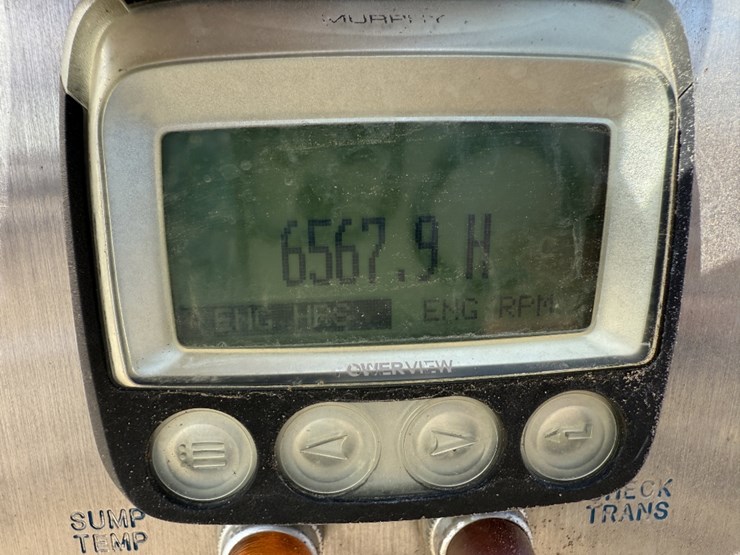 MURPHY
6567.9 H
ENG HRS ENG RPM
POWERVIEW
SUMP
TEMP
CHECK
TRANS